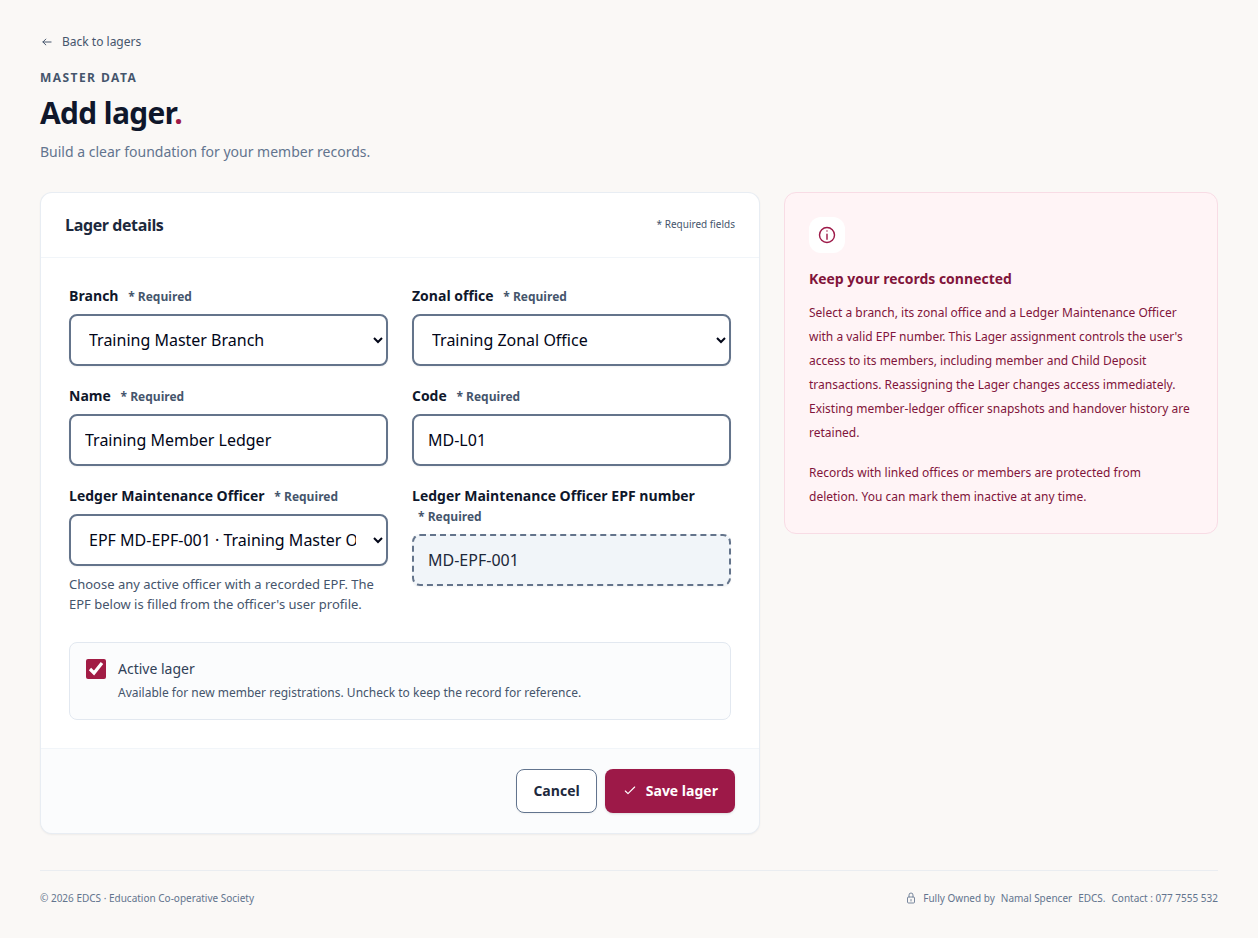 ← Back to lagers
MASTER DATA
Add lager.
Build a clear foundation for your member records.
Lager details
* Required fields
Branch * Required
Training Master Branch
Zonal office * Required
Training Zonal Office
Name * Required
Training Member Ledger
Code * Required
MD-L01
Ledger Maintenance Officer * Required
EPF MD-EPF-001 · Training Master O
Choose any active officer with a recorded EPF. The
EPF below is filled from the officer's user profile.
Ledger Maintenance Officer EPF number
* Required
MD-EPF-001
Active lager
Available for new member registrations. Uncheck to keep the record for reference.
Cancel
Save lager
Keep your records connected
Select a branch, its zonal office and a Ledger Maintenance Officer
with a valid EPF number. This Lager assignment controls the user's
access to its members, including member and Child Deposit
transactions. Reassigning the Lager changes access immediately.
Existing member-ledger officer snapshots and handover history are
retained.
Records with linked offices or members are protected from
deletion. You can mark them inactive at any time.
© 2026 EDCS · Education Co-operative Society
Fully Owned by Namal Spencer EDCS. Contact : 077 7555 532